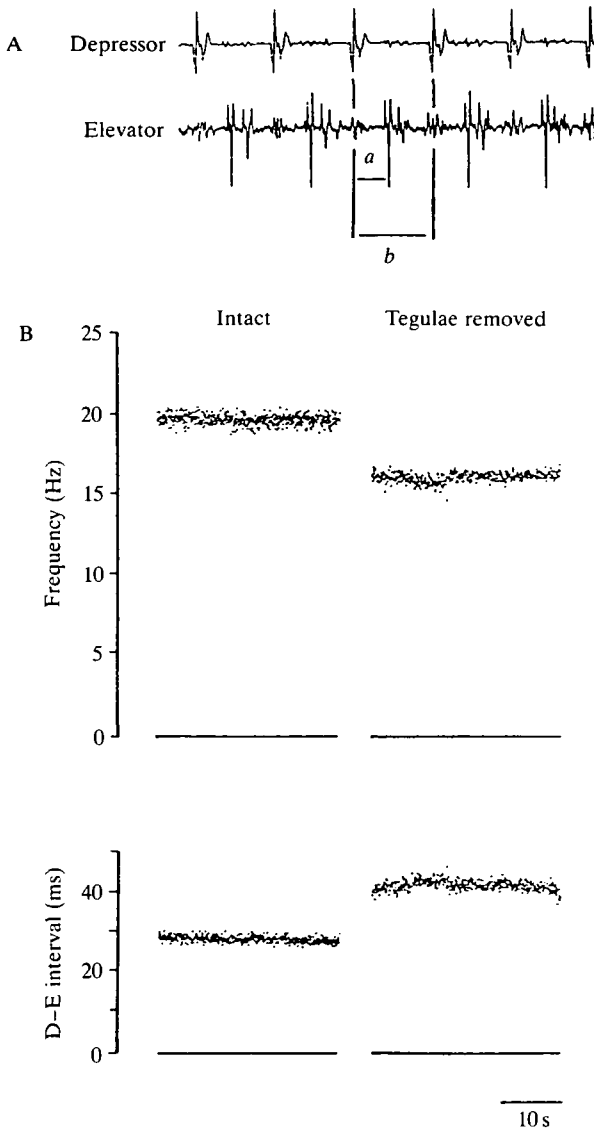 A
Depressor
Elevator
a
b
B
Intact
Tegulae removed
25
20
15
10
5
0
Frequency (Hz)
40
20
0
D–E interval (ms)
10 s